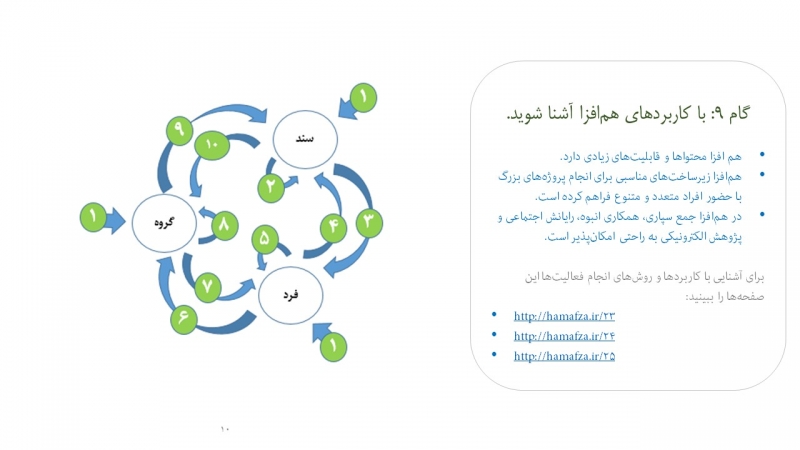 گام ۹: با کاربردهای هم‌افزا آشنا شوید.
• هم افزا محتواها و قابلیت‌های زیادی دارد.
• هم‌افزا زیرساخت‌های مناسبی برای انجام پروژه‌های بزرگ
با حضور افراد متعدد و متنوع فراهم کرده است.
• در هم‌افزا جمع سپاری، همکاری انبوه، رایانش اجتماعی و
پژوهش الکترونیکی به راحتی امکان‌پذیر است.
برای آشنایی با کاربردها و روش‌های انجام فعالیت‌ها این
صفحه‌ها را ببینید:
• http://hamafza.ir/۲۳
• http://hamafza.ir/۲۴
• http://hamafza.ir/۲۵
۱
سند
۹
۱۰
۲
۱
گروه
۸
۵
۴
۳
۷
فرد
۶
۱
۱۰